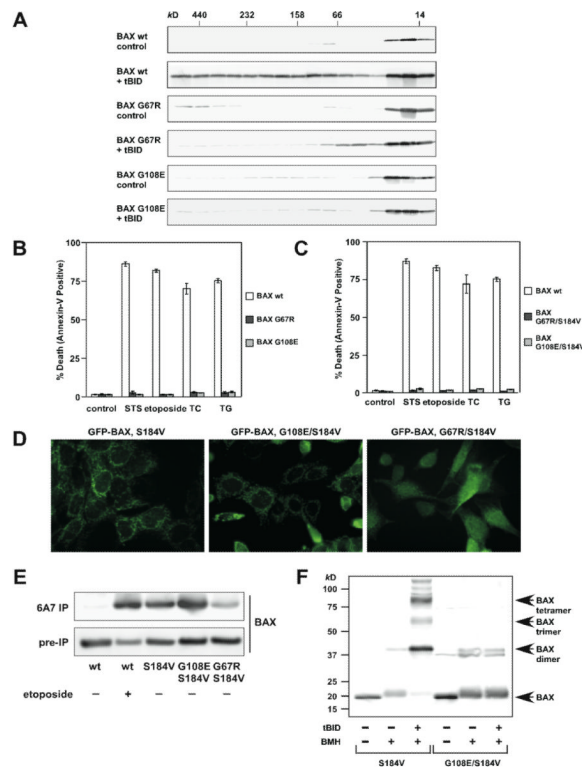 A
kD 440 232 158 66 14
BAX wt
control
BAX wt
+ tBID
BAX G67R
control
BAX G67R
+ tBID
BAX G108E
control
BAX G108E
+ tBID
B
% Death (Annexin-V Positive)
100
75
50
25
0
control STS etoposide TC TG
BAX wt
BAX G67R
BAX G108E
C
% Death (Annexin-V Positive)
100
75
50
25
0
control STS etoposide TC TG
BAX wt
BAX
G67R/S184V
BAX
G108E/S184V
D
GFP-BAX, S184V GFP-BAX, G108E/S184V GFP-BAX, G67R/S184V
E
6A7 IP
pre-IP
BAX
wt wt S184V G108E G67R
S184V S184V
etoposide – + – – –
F
kD
100
75
50
37
25
20
15
BAX
tetramer
BAX
trimer
BAX
dimer
BAX
tBID – – + – – +
BMH – + + – + +
S184V G108E/S184V